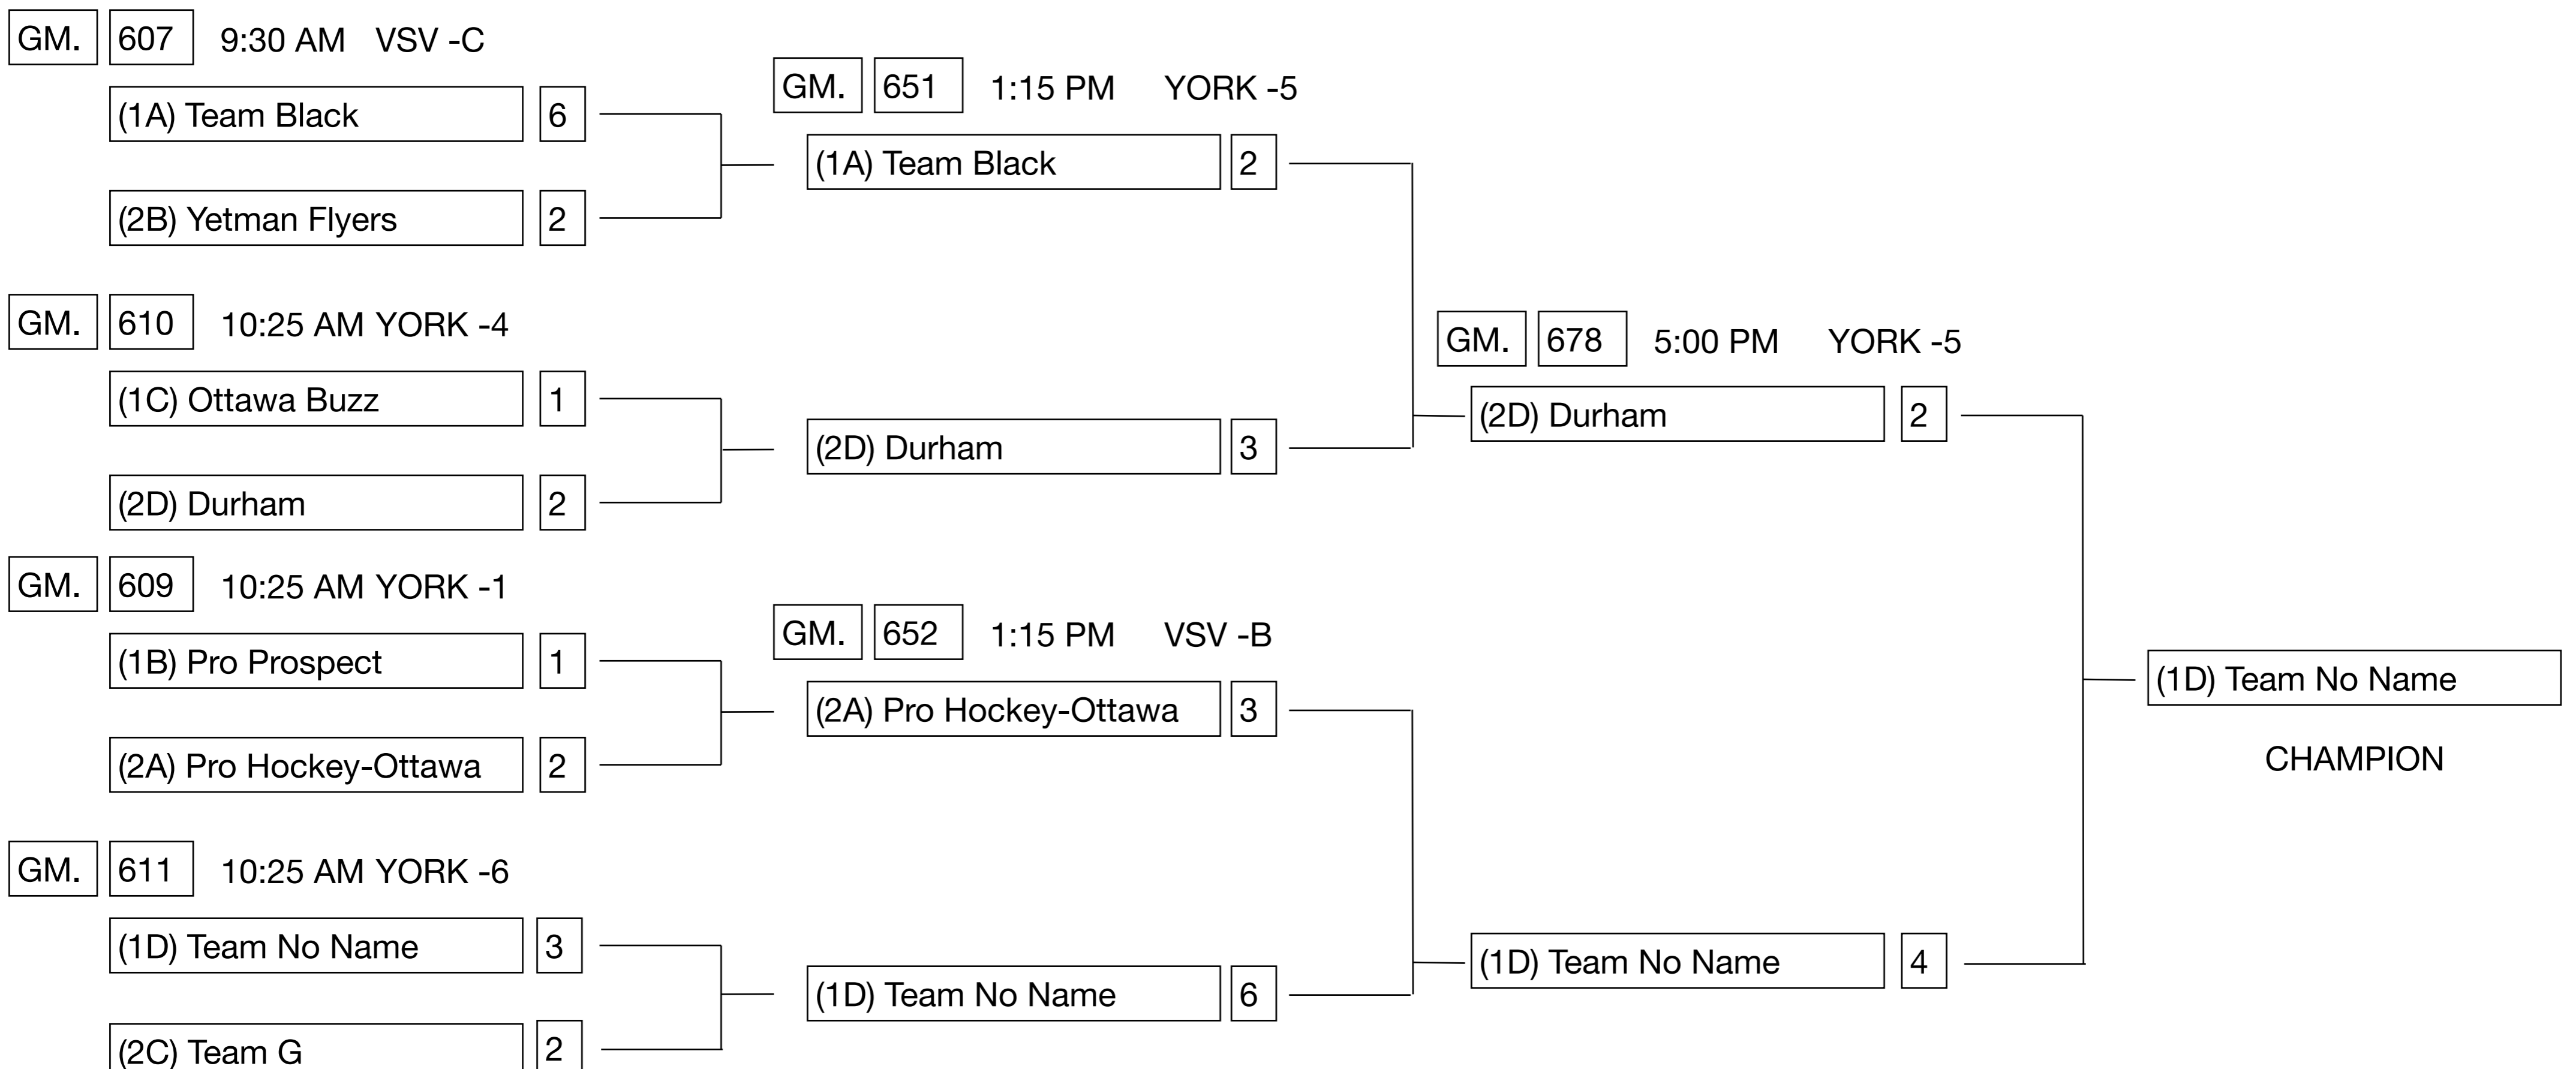 GM. 607 9:30 AM VSV -C
(1A) Team Black 6
(2B) Yetman Flyers 2
GM. 610 10:25 AM YORK -4
(1C) Ottawa Buzz 1
(2D) Durham 2
GM. 609 10:25 AM YORK -1
(1B) Pro Prospect 1
(2A) Pro Hockey-Ottawa 2
GM. 611 10:25 AM YORK -6
(1D) Team No Name 3
(2C) Team G 2
GM. 651 1:15 PM YORK -5
(1A) Team Black 2
(2D) Durham 3
GM. 652 1:15 PM VSV -B
(2A) Pro Hockey-Ottawa 3
(1D) Team No Name 6
GM. 678 5:00 PM YORK -5
(2D) Durham 2
(1D) Team No Name 4
(1D) Team No Name
CHAMPION